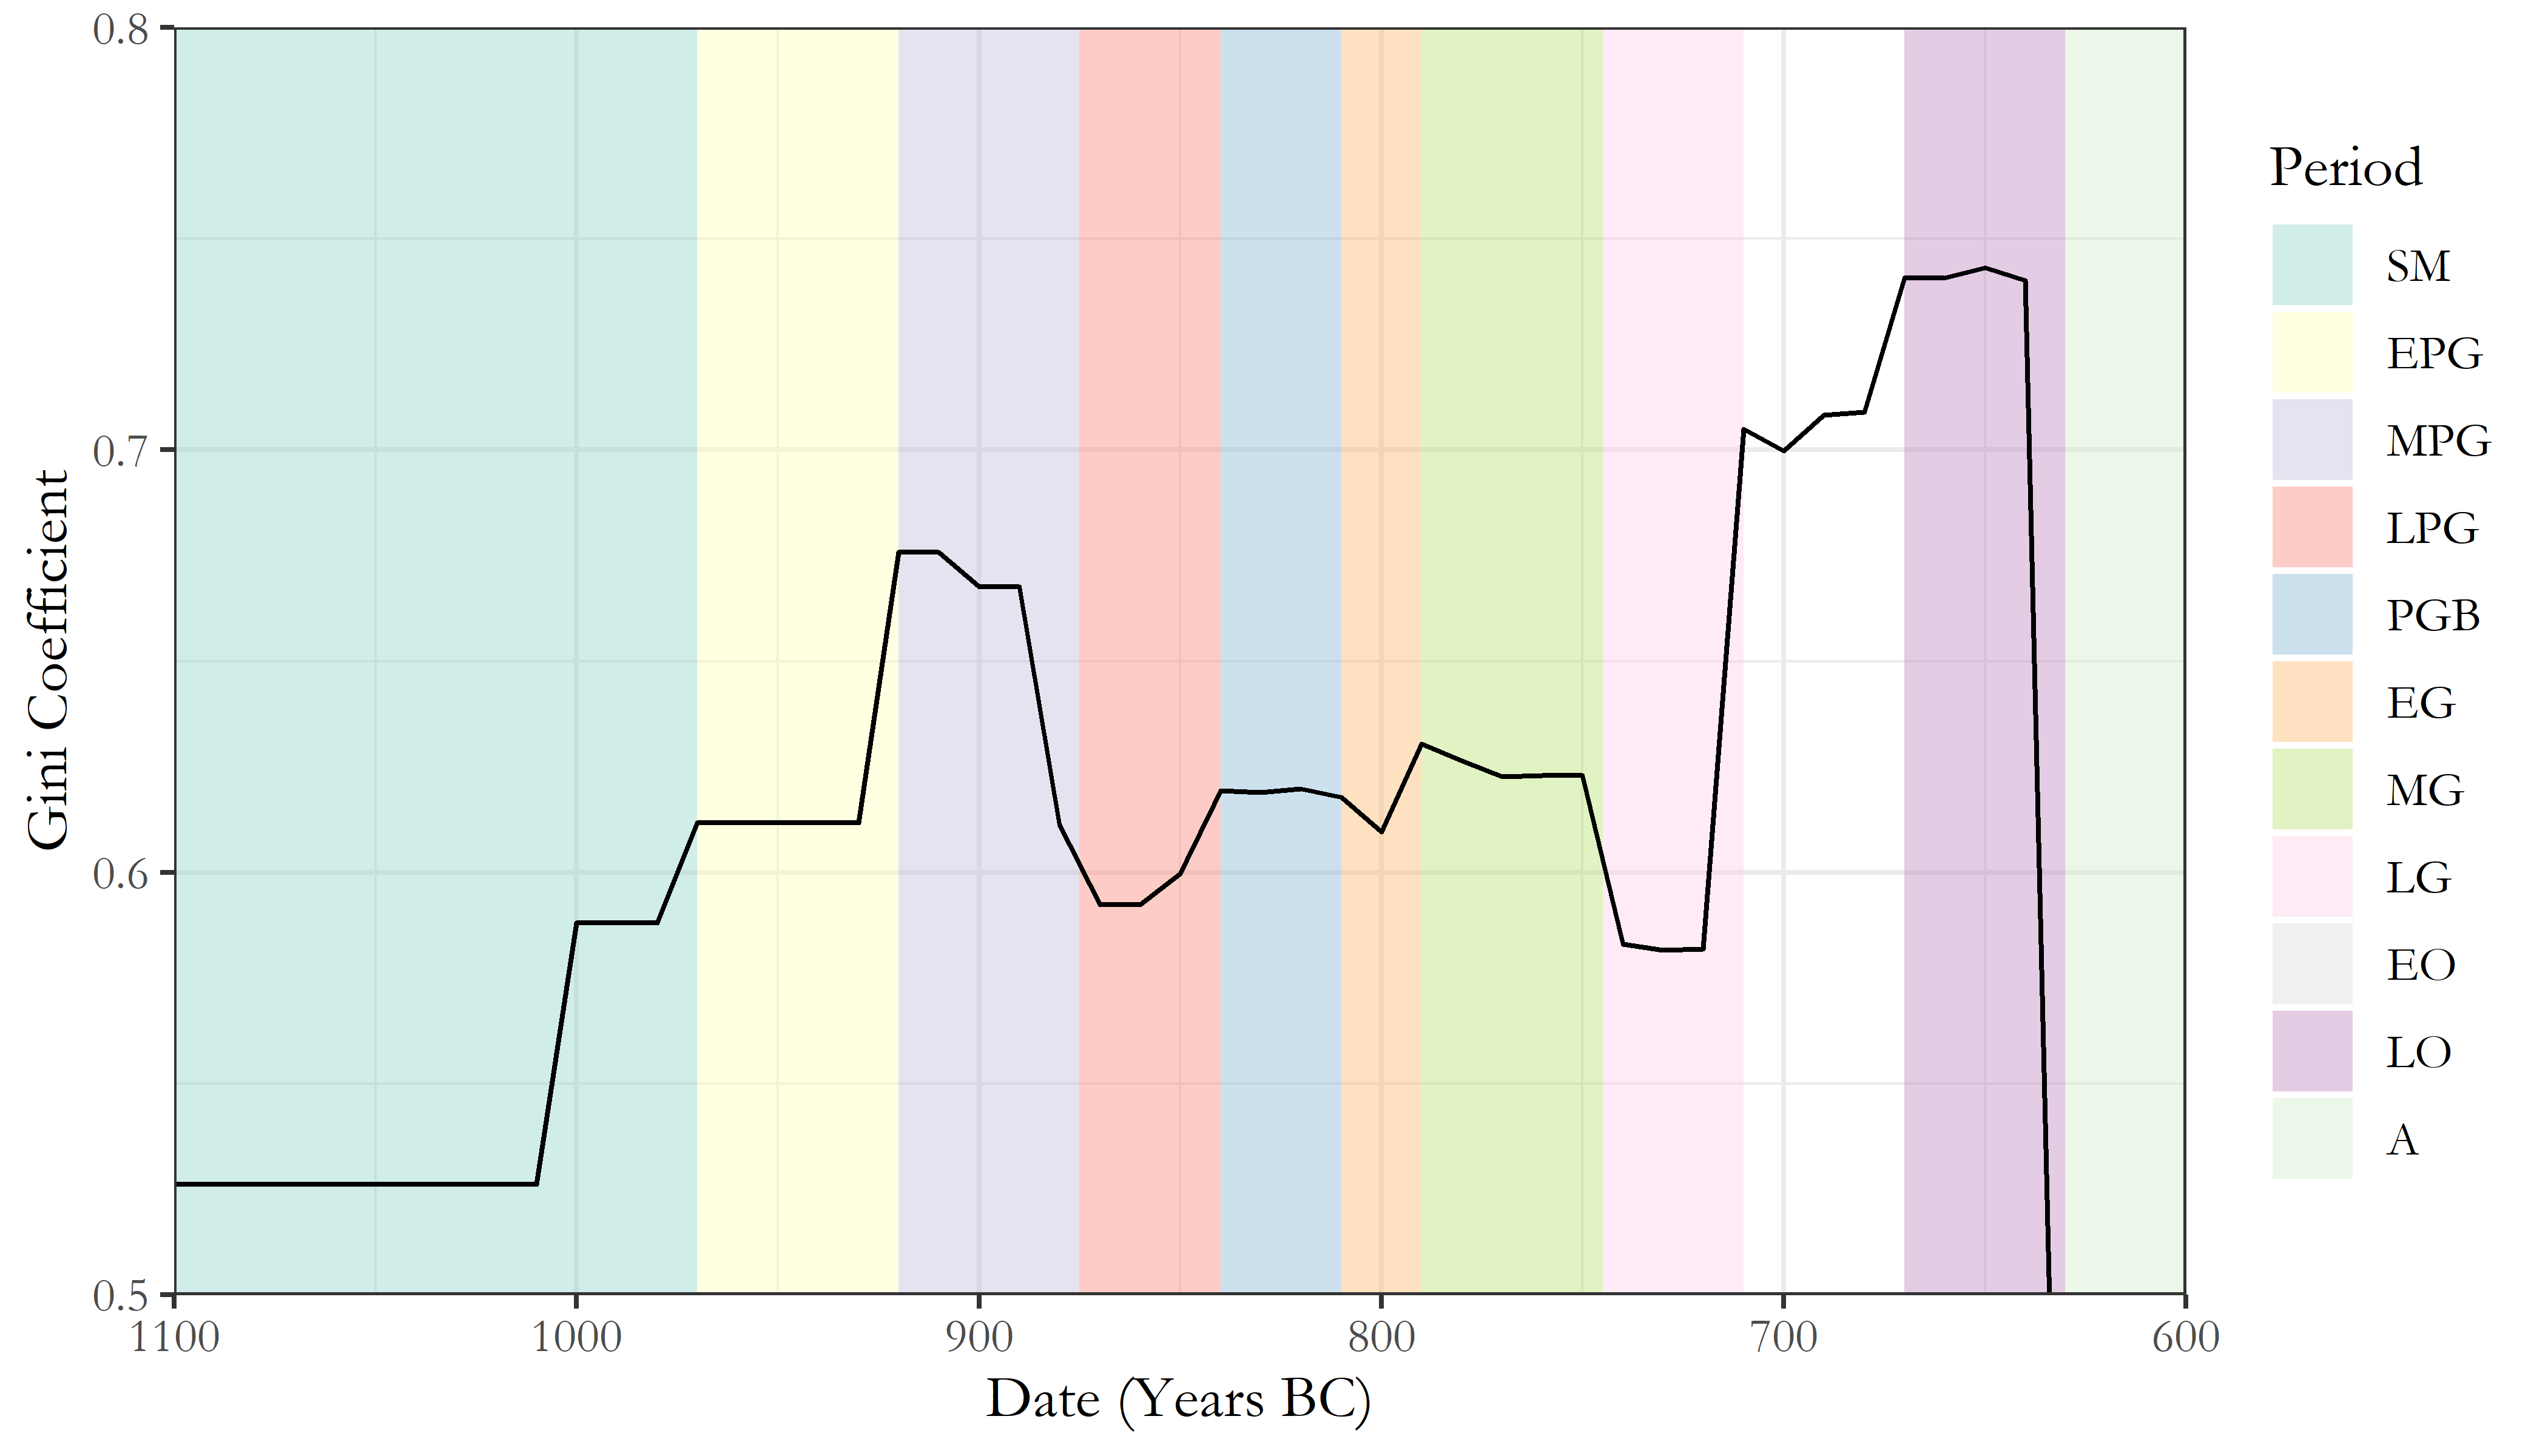 0.8
0.7
0.6
0.5
Gini Coefficient
1100 1000 900 800 700 600
Date (Years BC)
Period
SM
EPG
MPG
LPG
PGB
EG
MG
LG
EO
LO
A